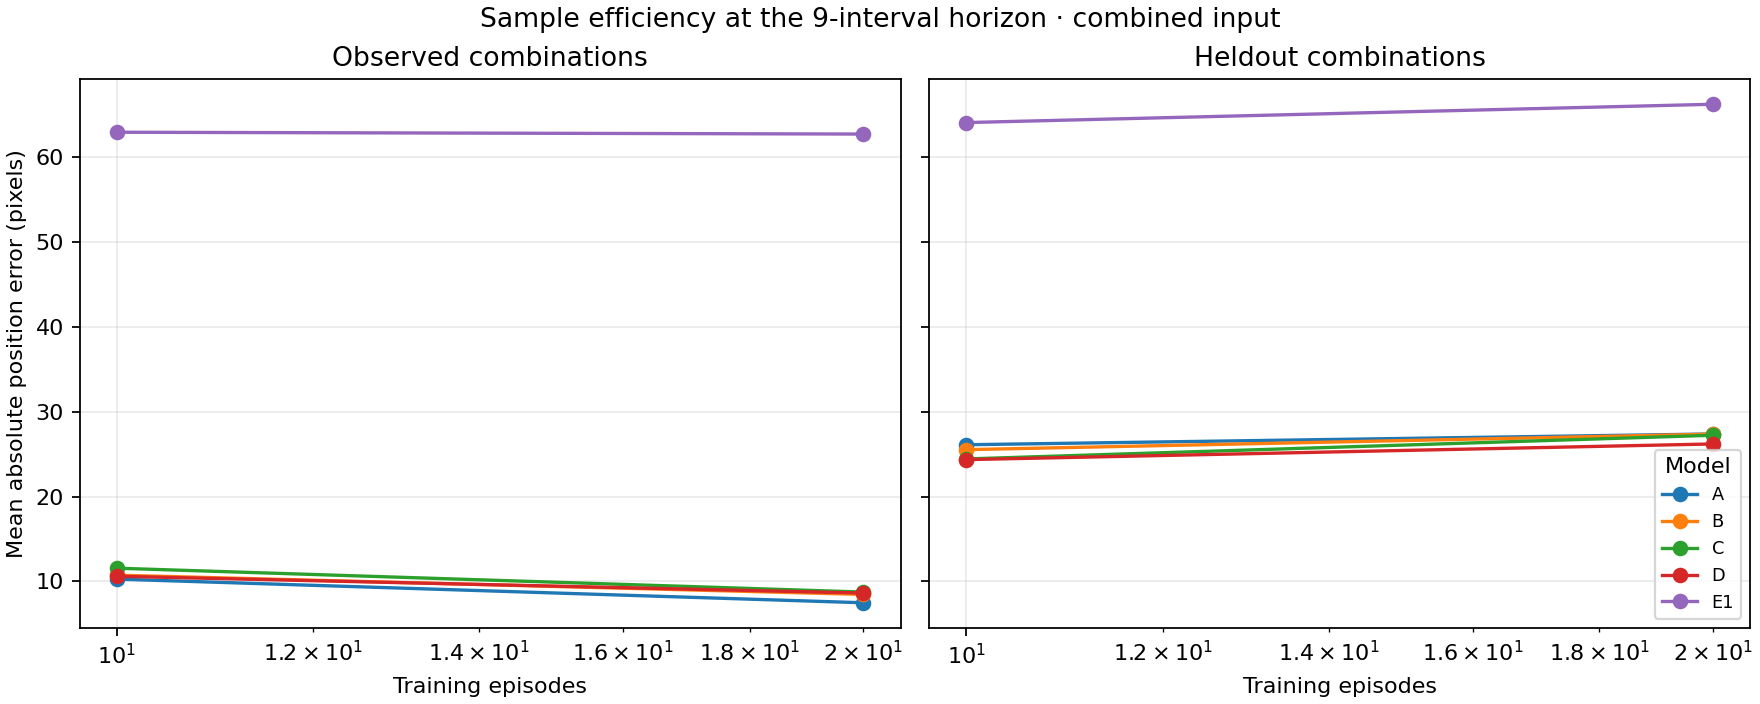 Sample efficiency at the 9-interval horizon · combined input
Observed combinations
Heldout combinations
Mean absolute position error (pixels)
60
50
40
30
20
10
10¹
1.2 × 10¹
1.4 × 10¹
1.6 × 10¹
1.8 × 10¹
2 × 10¹
10¹
1.2 × 10¹
1.4 × 10¹
1.6 × 10¹
1.8 × 10¹
2 × 10¹
Training episodes
Training episodes
Model
A
B
C
D
E1